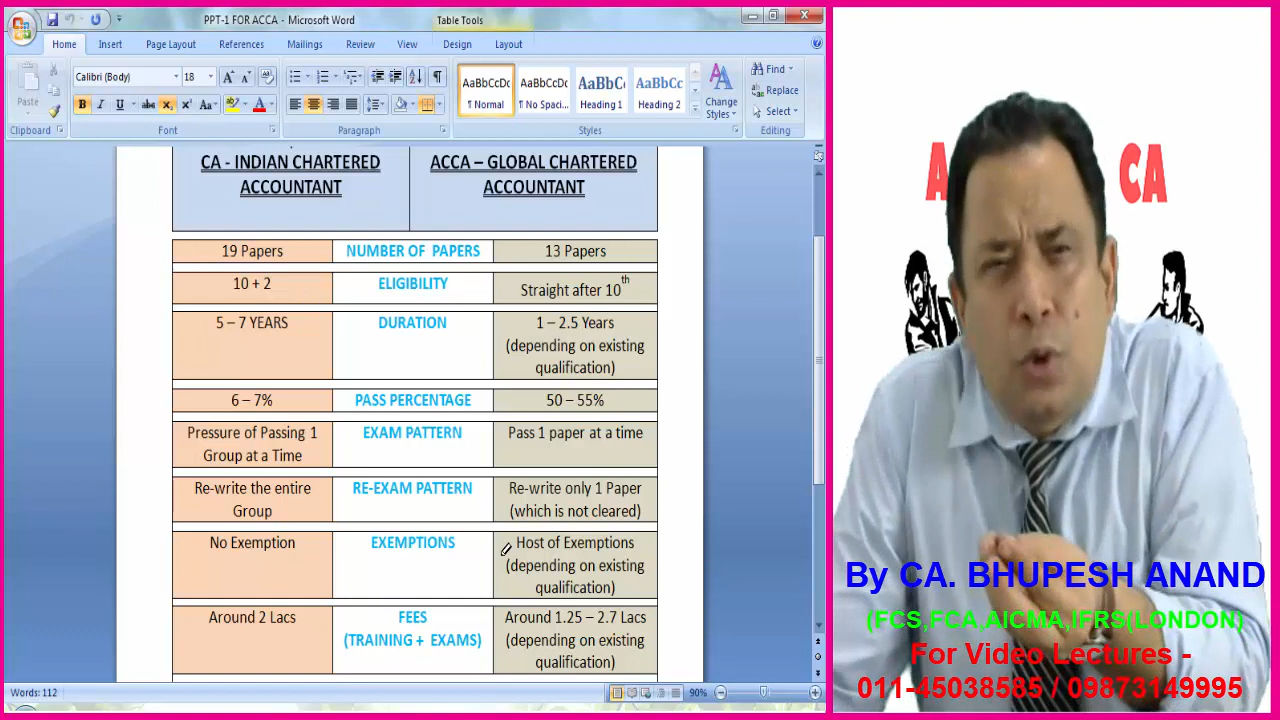 PPT-1 FOR ACCA - Microsoft Word
Table Tools
Home Insert Page Layout References Mailings Review View Design Layout
Paste
Calibri (Body) 18
AaBbCcDc AaBbCcDc AaBbCc AaBbCc
¶ Normal ¶ No Spaci... Heading 1 Heading 2
Change Styles
Find
Replace
Select
Clipboard Font Paragraph Styles Editing
CA - INDIAN CHARTERED
ACCOUNTANT
ACCA – GLOBAL CHARTERED
ACCOUNTANT
19 Papers NUMBER OF PAPERS 13 Papers
10 + 2 ELIGIBILITY Straight after 10th
5 – 7 YEARS DURATION 1 – 2.5 Years
(depending on existing
qualification)
6 – 7% PASS PERCENTAGE 50 – 55%
Pressure of Passing 1 EXAM PATTERN Pass 1 paper at a time
Group at a Time
Re-write the entire RE-EXAM PATTERN Re-write only 1 Paper
Group (which is not cleared)
No Exemption EXEMPTIONS Host of Exemptions
(depending on existing
qualification)
Around 2 Lacs FEES Around 1.25 – 2.7 Lacs
(TRAINING + EXAMS) (depending on existing
qualification)
Words: 112
90%
CA
By CA. BHUPESH ANAND
(FCS,FCA,AICMA,IFRS(LONDON)
For Video Lectures -
011-45038585 / 09873149995